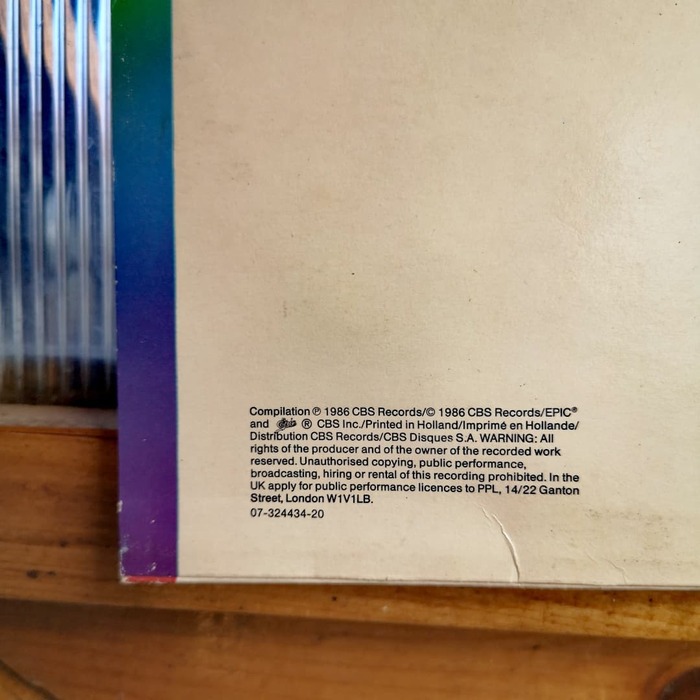 Compilation ℗ 1986 CBS Records/© 1986 CBS Records/EPIC®
and Epic ® CBS Inc./Printed in Holland/Imprimé en Hollande/
Distribution CBS Records/CBS Disques S.A. WARNING: All
rights of the producer and of the owner of the recorded work
reserved. Unauthorised copying, public performance,
broadcasting, hiring or rental of this recording prohibited. In the
UK apply for public performance licences to PPL, 14/22 Ganton
Street, London W1V1LB.
07-324434-20